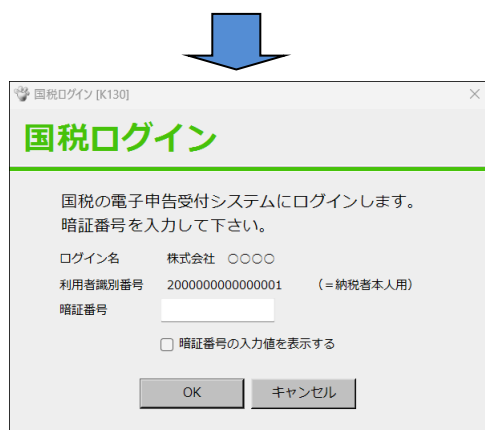 国税ログイン [K130]
国税ログイン
国税の電子申告受付システムにログインします。
暗証番号を入力して下さい。
ログイン名 株式会社 ○○○○
利用者識別番号 2000000000000001 (=納税者本人用)
暗証番号
暗証番号の入力値を表示する
OK キャンセル